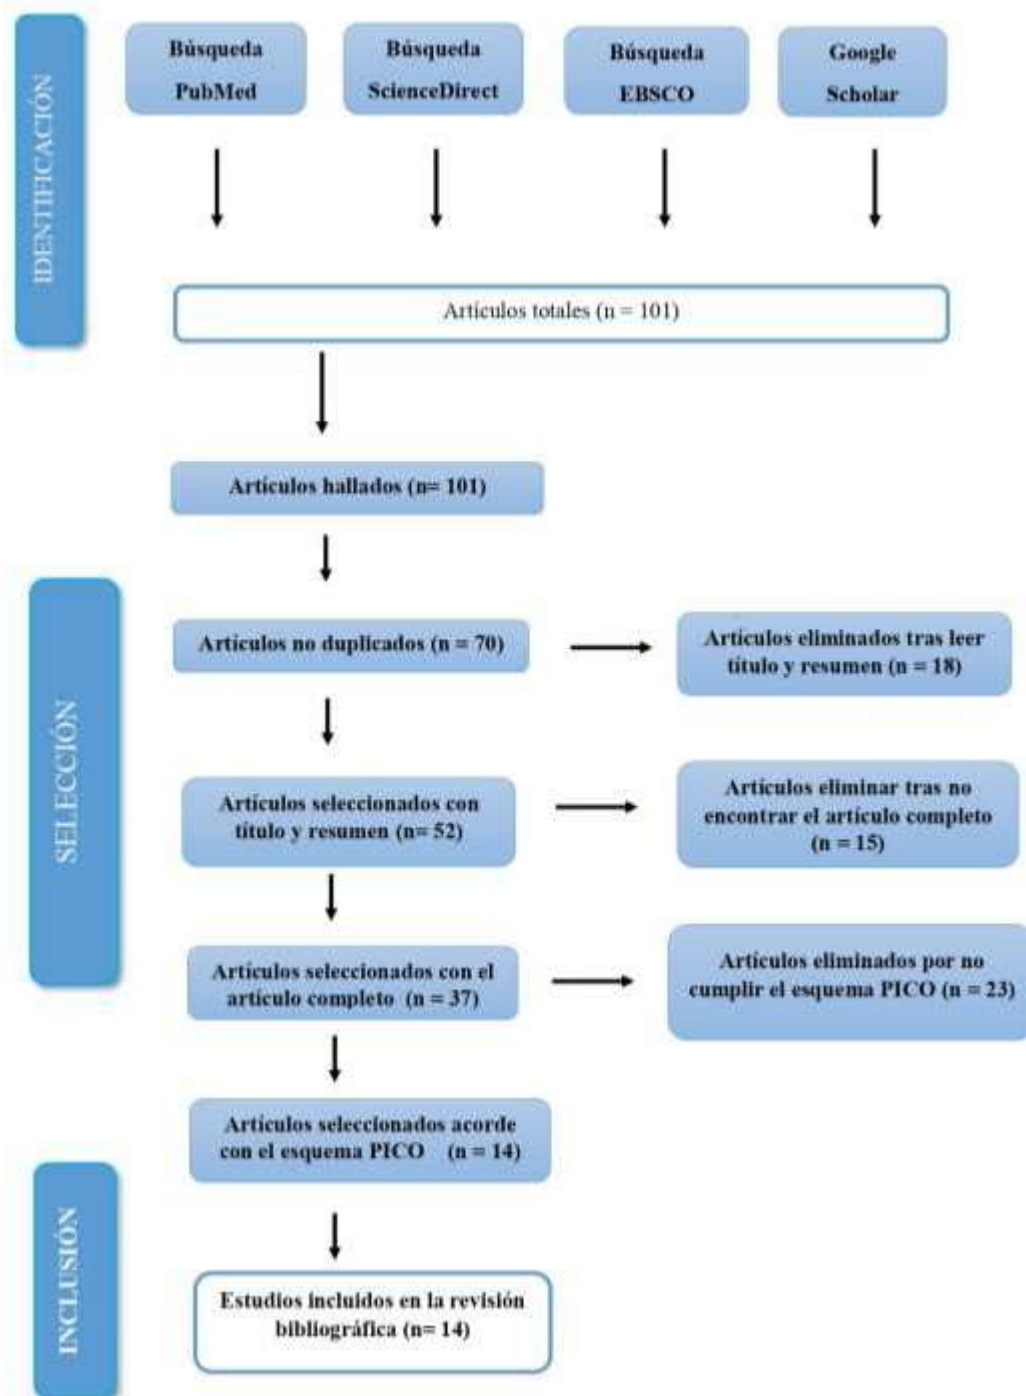 IDENTIFICACIÓN
Búsqueda
PubMed
Búsqueda
ScienceDirect
Búsqueda
EBSCO
Google
Scholar
Artículos totales (n = 101)
Artículos hallados (n= 101)
SELECCIÓN
Artículos no duplicados (n = 70)
Artículos eliminados tras leer
título y resumen (n = 18)
Artículos seleccionados con
título y resumen (n= 52)
Artículos eliminar tras no
encontrar el artículo completo
(n = 15)
Artículos seleccionados con el
artículo completo (n = 37)
Artículos eliminados por no
cumplir el esquema PICO (n = 23)
Artículos seleccionados acorde
con el esquema PICO (n = 14)
INCLUSIÓN
Estudios incluidos en la revisión
bibliográfica (n= 14)